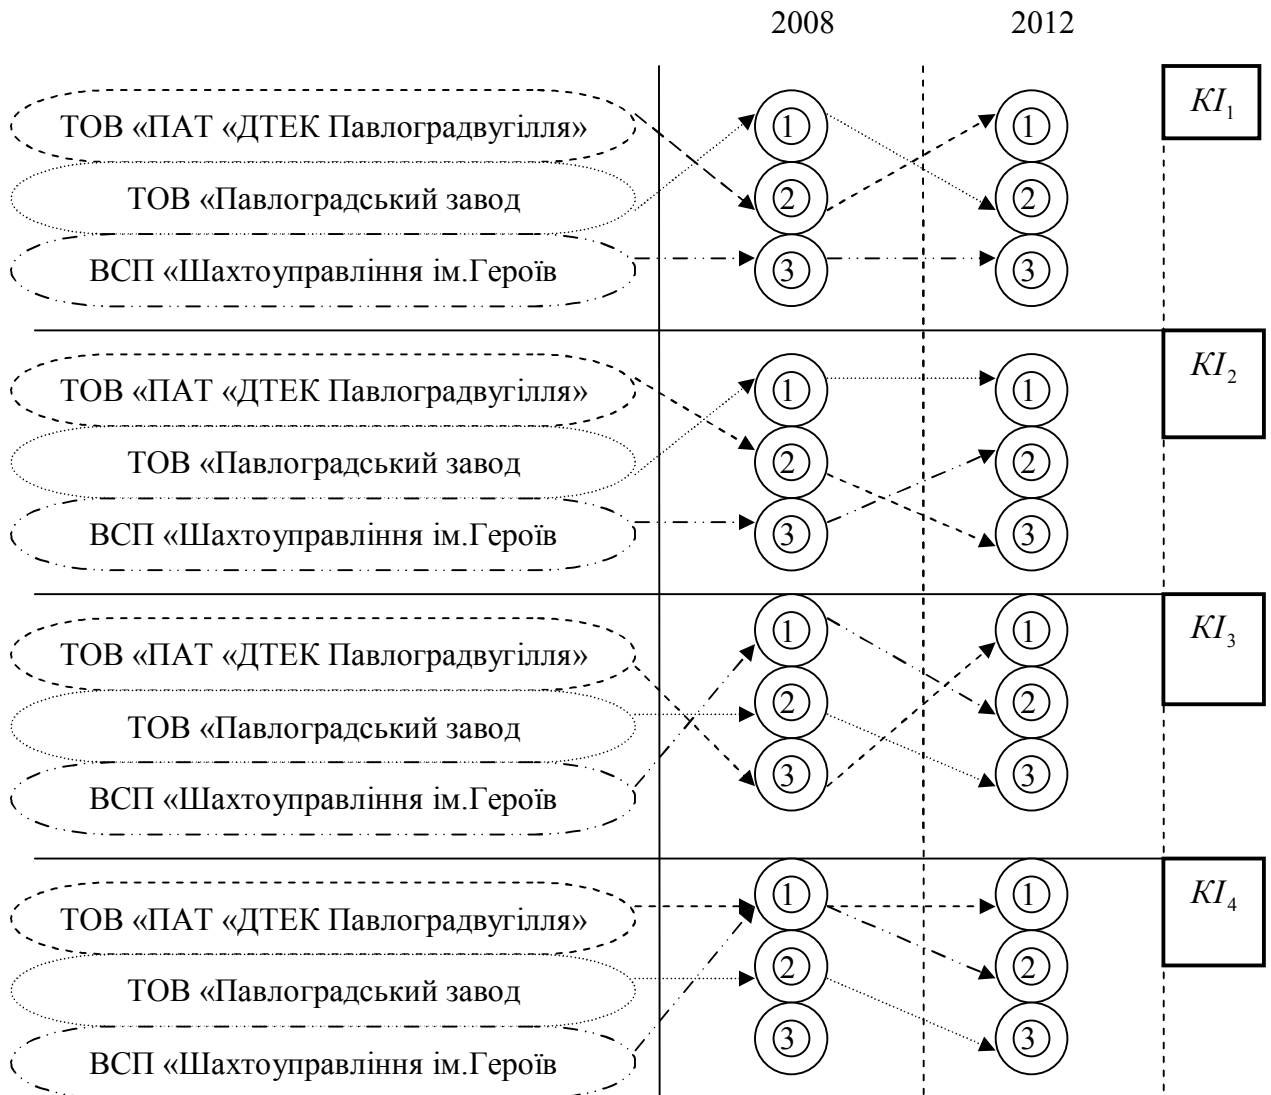 2008 2012
ТОВ «ПАТ «ДТЕК Павлоградвугілля» 1 1 KI₁
ТОВ «Павлоградський завод 2 2
ВСП «Шахтоуправління ім.Героїв 3 3
ТОВ «ПАТ «ДТЕК Павлоградвугілля» 1 1 KI₂
ТОВ «Павлоградський завод 2 2
ВСП «Шахтоуправління ім.Героїв 3 3
ТОВ «ПАТ «ДТЕК Павлоградвугілля» 1 1 KI₃
ТОВ «Павлоградський завод 2 2
ВСП «Шахтоуправління ім.Героїв 3 3
ТОВ «ПАТ «ДТЕК Павлоградвугілля» 1 1 KI₄
ТОВ «Павлоградський завод 2 2
ВСП «Шахтоуправління ім.Героїв 3 3